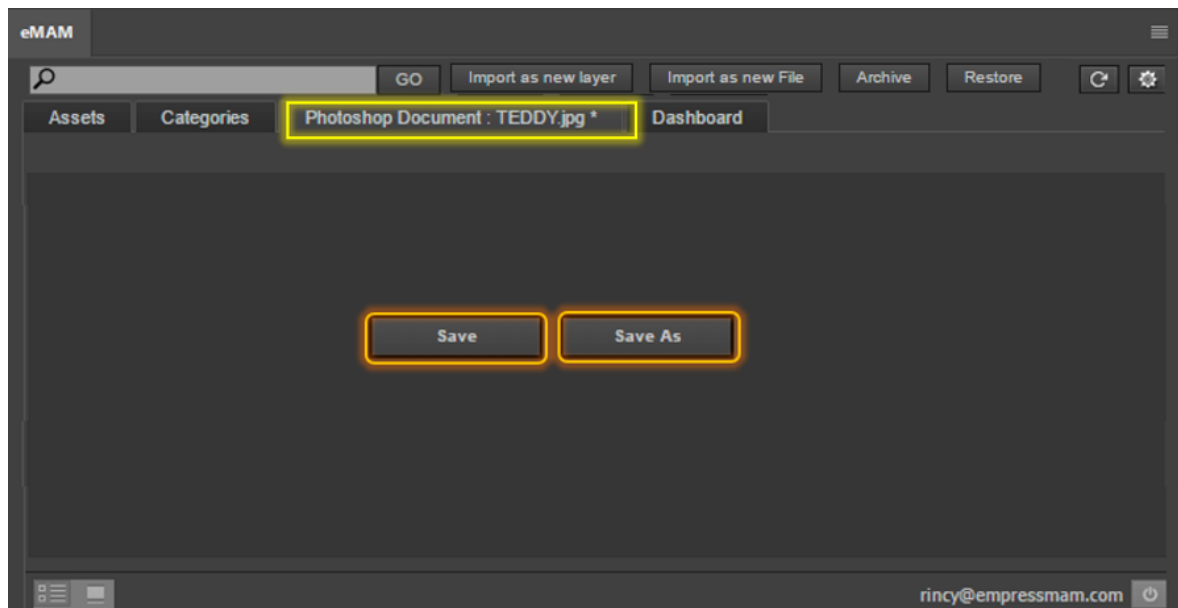 eMAM
GO Import as new layer Import as new File Archive Restore
Assets Categories Photoshop Document : TEDDY.jpg * Dashboard
Save Save As
rincy@empressmam.com